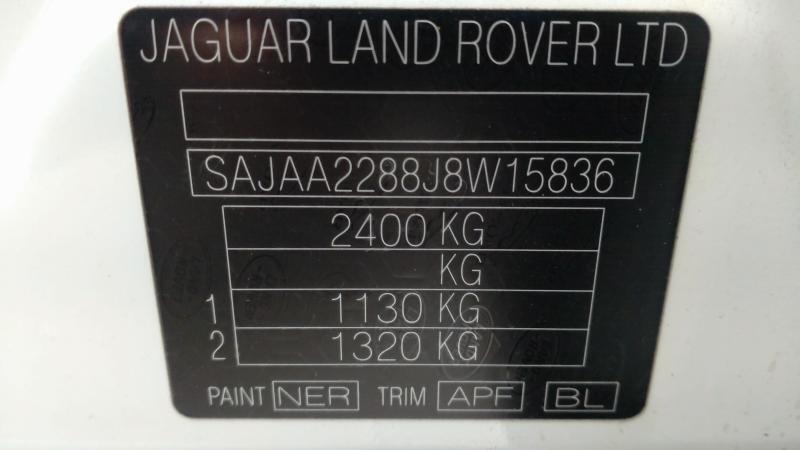 JAGUAR LAND ROVER LTD
SAJAA2288J8W15836
2400 KG
KG
1 1130 KG
2 1320 KG
PAINT NER TRIM APF BL